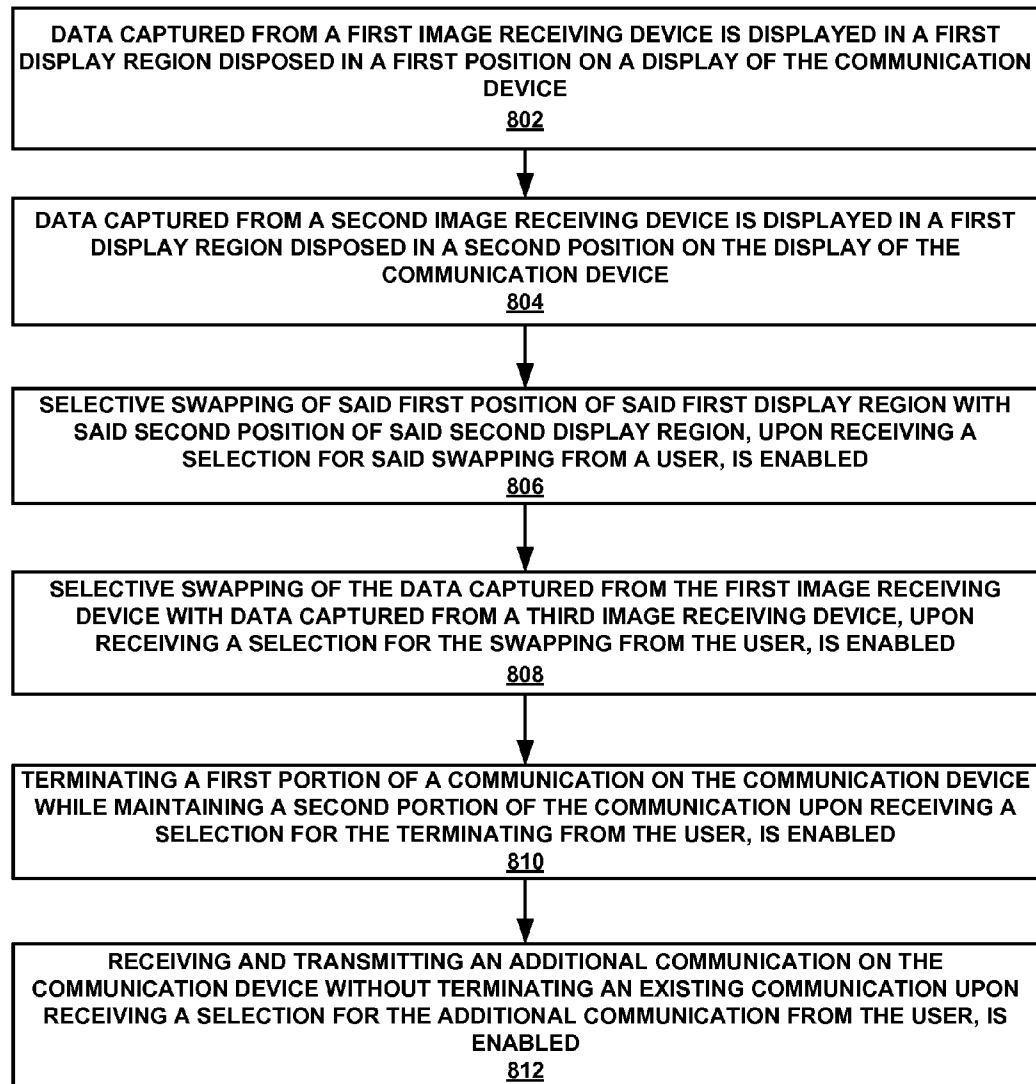 DATA CAPTURED FROM A FIRST IMAGE RECEIVING DEVICE IS DISPLAYED IN A FIRST
DISPLAY REGION DISPOSED IN A FIRST POSITION ON A DISPLAY OF THE COMMUNICATION
DEVICE
802
DATA CAPTURED FROM A SECOND IMAGE RECEIVING DEVICE IS DISPLAYED IN A FIRST
DISPLAY REGION DISPOSED IN A SECOND POSITION ON THE DISPLAY OF THE
COMMUNICATION DEVICE
804
SELECTIVE SWAPPING OF SAID FIRST POSITION OF SAID FIRST DISPLAY REGION WITH
SAID SECOND POSITION OF SAID SECOND DISPLAY REGION, UPON RECEIVING A
SELECTION FOR SAID SWAPPING FROM A USER, IS ENABLED
806
SELECTIVE SWAPPING OF THE DATA CAPTURED FROM THE FIRST IMAGE RECEIVING
DEVICE WITH DATA CAPTURED FROM A THIRD IMAGE RECEIVING DEVICE, UPON
RECEIVING A SELECTION FOR THE SWAPPING FROM THE USER, IS ENABLED
808
TERMINATING A FIRST PORTION OF A COMMUNICATION ON THE COMMUNICATION DEVICE
WHILE MAINTAINING A SECOND PORTION OF THE COMMUNICATION UPON RECEIVING A
SELECTION FOR THE TERMINATING FROM THE USER, IS ENABLED
810
RECEIVING AND TRANSMITTING AN ADDITIONAL COMMUNICATION ON THE
COMMUNICATION DEVICE WITHOUT TERMINATING AN EXISTING COMMUNICATION UPON
RECEIVING A SELECTION FOR THE ADDITIONAL COMMUNICATION FROM THE USER, IS
ENABLED
812